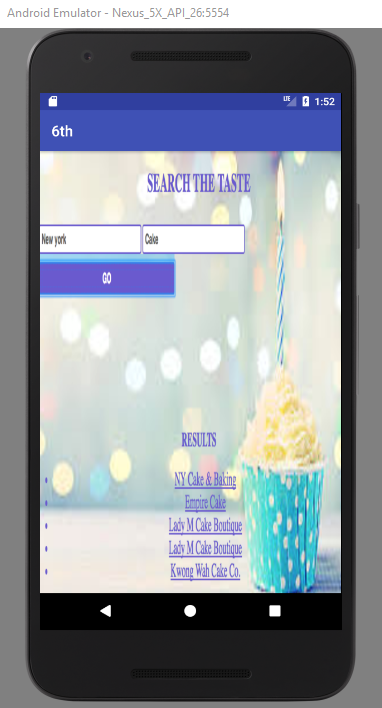 Android Emulator - Nexus_5X_API_26:5554
LTE 1:52
6th
SEARCH THE TASTE
New york Cake
GO
RESULTS
NY Cake & Baking
Empire Cake
Lady M Cake Boutique
Lady M Cake Boutique
Kwong Wah Cake Co.